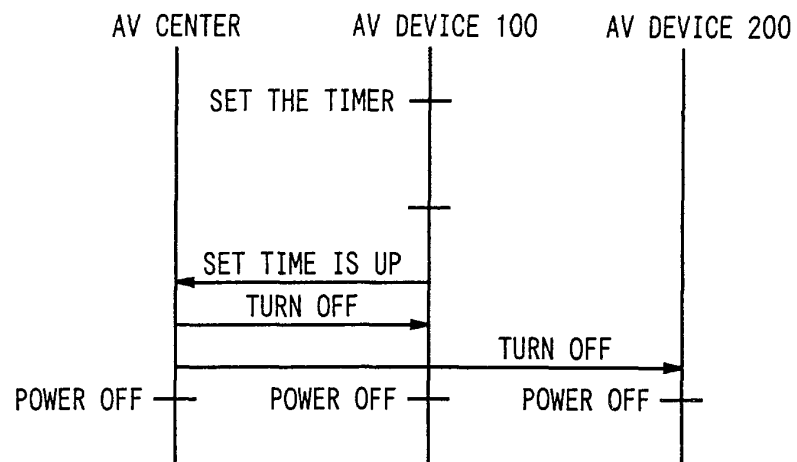 AV CENTER
AV DEVICE 100
AV DEVICE 200
SET THE TIMER
SET TIME IS UP
TURN OFF
TURN OFF
POWER OFF
POWER OFF
POWER OFF